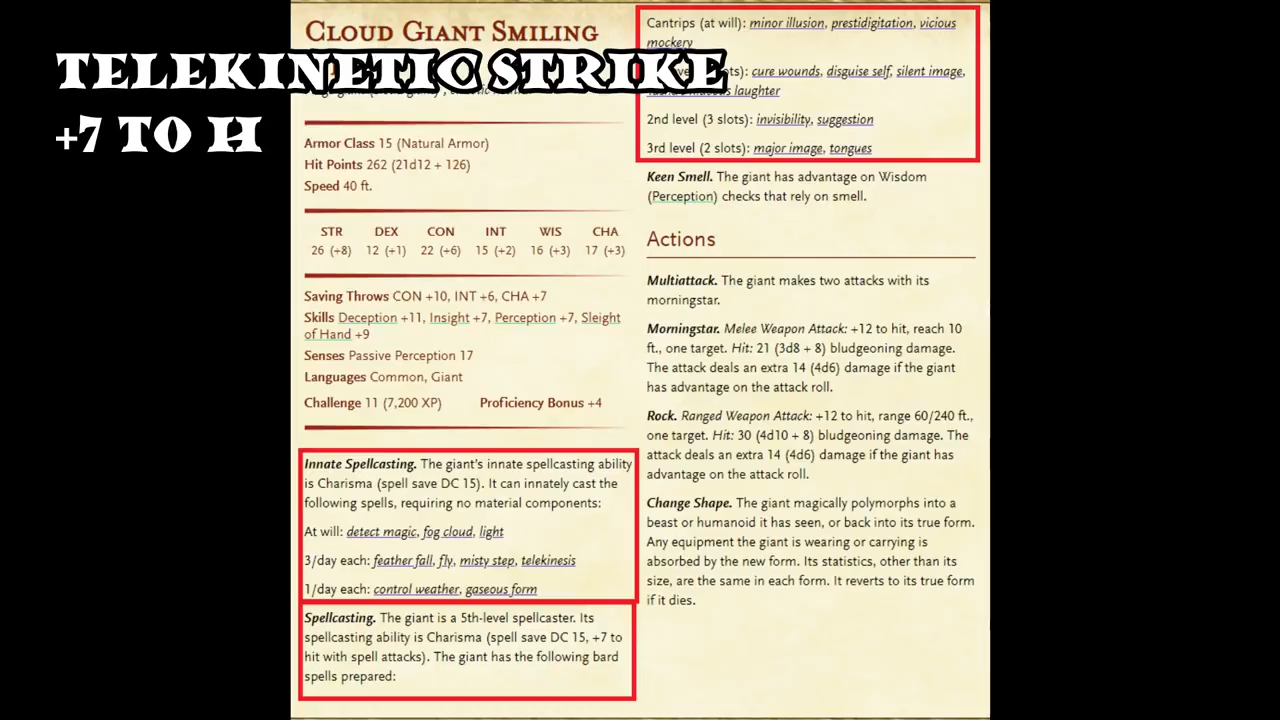 CLOUD GIANT SMILING
TELEKINETIC STRIKE
+7 TO H
Armor Class 15 (Natural Armor)
Hit Points 262 (21d12 + 126)
Speed 40 ft.
STR DEX CON INT WIS CHA
26 (+8) 12 (+1) 22 (+6) 15 (+2) 16 (+3) 17 (+3)
Saving Throws CON +10, INT +6, CHA +7
Skills Deception +11, Insight +7, Perception +7, Sleight
of Hand +9
Senses Passive Perception 17
Languages Common, Giant
Challenge 11 (7,200 XP) Proficiency Bonus +4
Innate Spellcasting. The giant's innate spellcasting ability
is Charisma (spell save DC 15). It can innately cast the
following spells, requiring no material components:
At will: detect magic, fog cloud, light
3/day each: feather fall, fly, misty step, telekinesis
1/day each: control weather, gaseous form
Spellcasting. The giant is a 5th-level spellcaster. Its
spellcasting ability is Charisma (spell save DC 15, +7 to
hit with spell attacks). The giant has the following bard
spells prepared:
Cantrips (at will): minor illusion, prestidigitation, vicious
mockery
cure wounds, disguise self, silent image,
laughter
2nd level (3 slots): invisibility, suggestion
3rd level (2 slots): major image, tongues
Keen Smell. The giant has advantage on Wisdom
(Perception) checks that rely on smell.
Actions
Multiattack. The giant makes two attacks with its
morningstar.
Morningstar. Melee Weapon Attack: +12 to hit, reach 10
ft., one target. Hit: 21 (3d8 + 8) bludgeoning damage.
The attack deals an extra 14 (4d6) damage if the giant
has advantage on the attack roll.
Rock. Ranged Weapon Attack: +12 to hit, range 60/240 ft.,
one target. Hit: 30 (4d10 + 8) bludgeoning damage. The
attack deals an extra 14 (4d6) damage if the giant has
advantage on the attack roll.
Change Shape. The giant magically polymorphs into a
beast or humanoid it has seen, or back into its true form.
Any equipment the giant is wearing or carrying is
absorbed by the new form. Its statistics, other than its
size, are the same in each form. It reverts to its true form
if it dies.